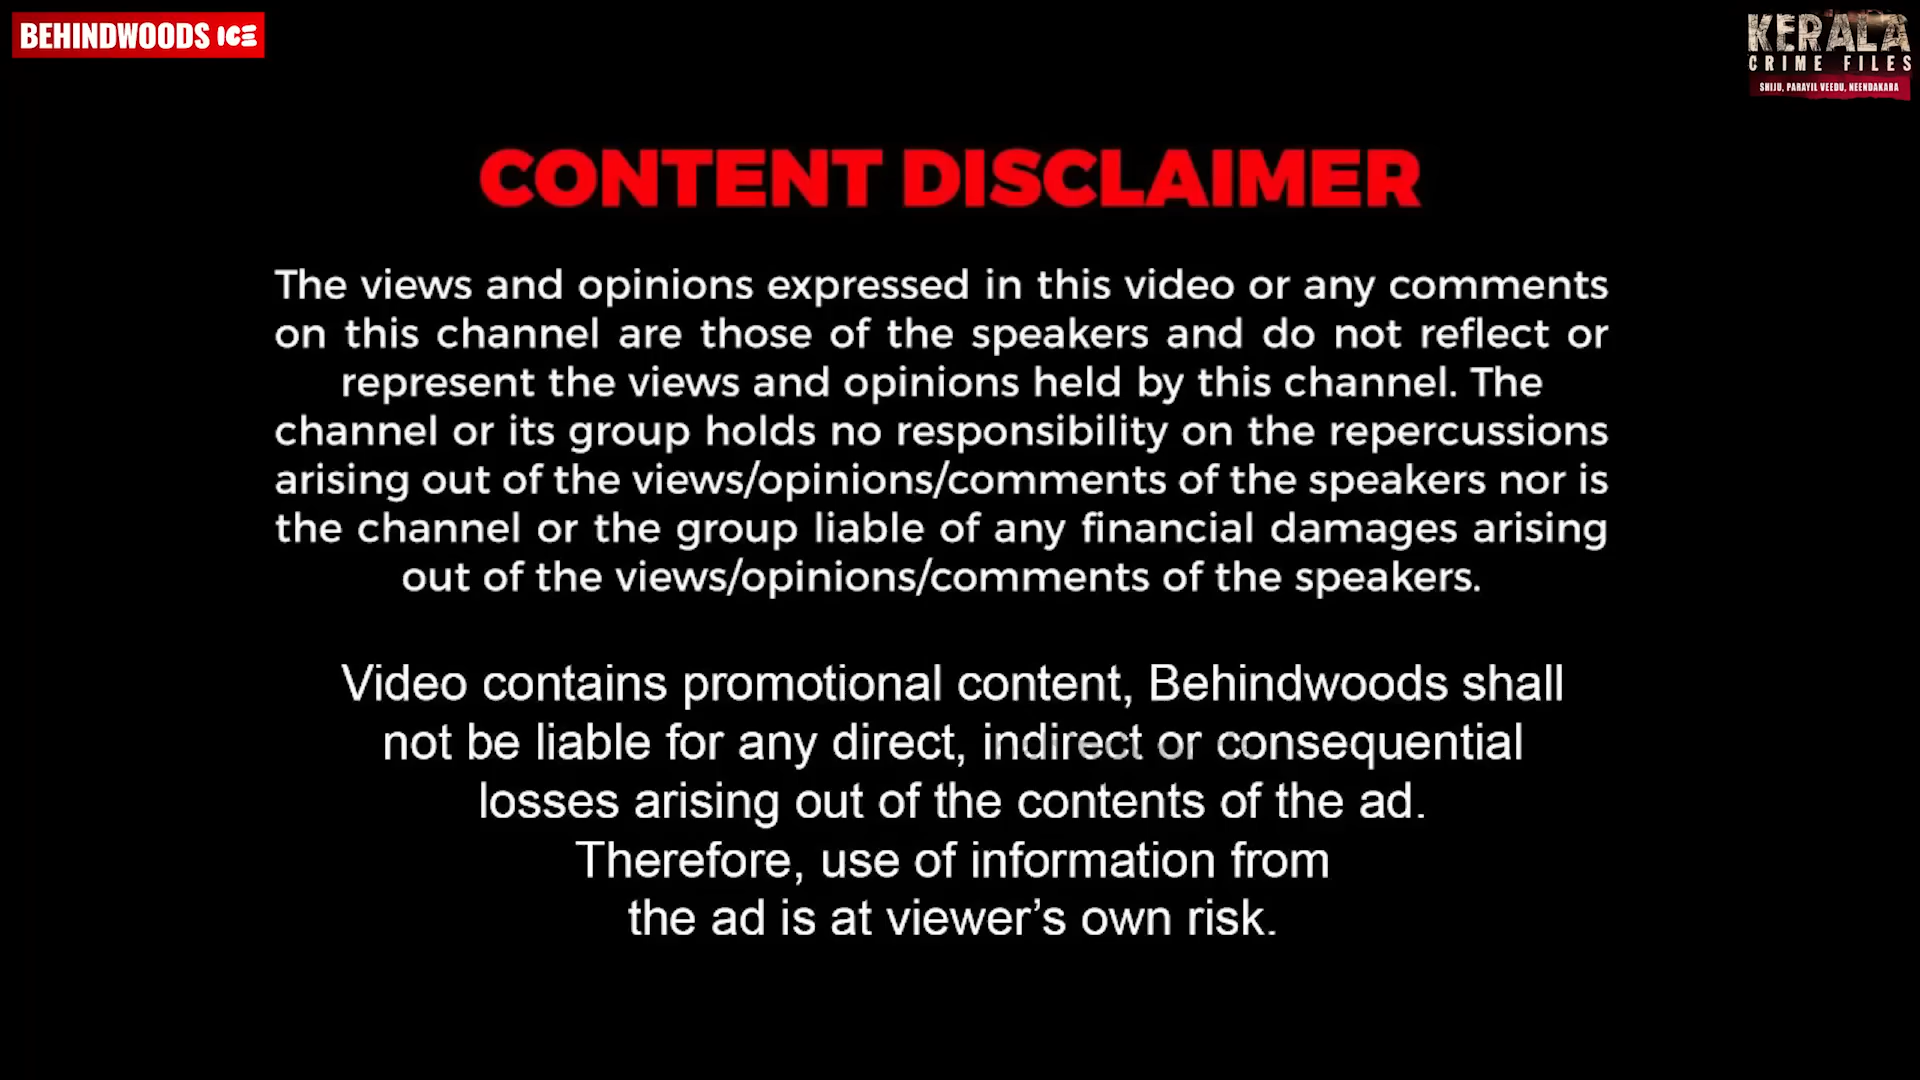 BEHINDWOODS ICE
KERALA
CRIME FILES
SHIJU, PARAYIL VEEDU, NEENDAKARA
CONTENT DISCLAIMER
The views and opinions expressed in this video or any comments
on this channel are those of the speakers and do not reflect or
represent the views and opinions held by this channel. The
channel or its group holds no responsibility on the repercussions
arising out of the views/opinions/comments of the speakers nor is
the channel or the group liable of any financial damages arising
out of the views/opinions/comments of the speakers.
Video contains promotional content, Behindwoods shall
not be liable for any direct, indirect or consequential
losses arising out of the contents of the ad.
Therefore, use of information from
the ad is at viewer’s own risk.